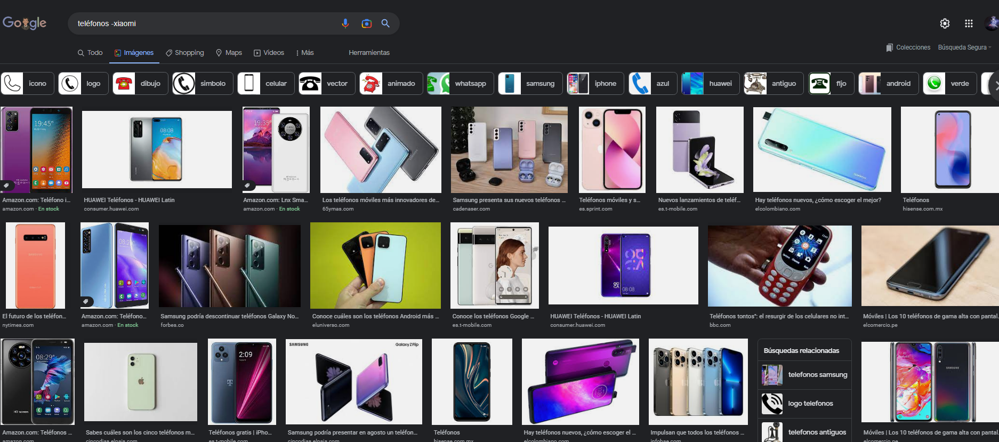 Google
teléfonos -xiaomi
Todo
Imágenes
Shopping
Maps
Vídeos
Más
Herramientas
Colecciones
Búsqueda Segura
icono
logo
dibujo
simbolo
celular
vector
animado
whatsapp
samsung
iphone
azul
huawei
antiguo
fijo
android
verde
Amazon.com: Teléfono i...
amazon.com · En stock
HUAWEI Teléfonos - HUAWEI Latin
consumer.huawei.com
Amazon.com: Lnx Sma...
amazon.com · En stock
Los teléfonos móviles más innovadores de...
65ymas.com
Samsung presenta sus nuevos teléfonos ...
cadenaser.com
Teléfonos móviles y s...
es.sprint.com
Nuevos lanzamientos de teléf...
es.t-mobile.com
Hay teléfonos nuevos, ¿cómo escoger el mejor?
elcolombiano.com
Teléfonos
hisense.com.mx
El futuro de los teléfon...
nytimes.com
Amazon.com: Teléfono...
amazon.com · En stock
Samsung podría descontinuar teléfonos Galaxy No...
forbes.co
Conoce cuáles son los teléfonos Android más ...
eluniverso.com
Conoce los teléfonos Google ...
es.t-mobile.com
HUAWEI Teléfonos - HUAWEI Latin
consumer.huawei.com
Teléfonos tontos": el resurgir de los celulares no int...
bbc.com
Móviles | Los 10 teléfonos de gama alta con pantal...
elcomercio.pe
19:45
08:08
19:35
08:08
08:29
HD screen
2:09
SAMSUNG
Galaxy Z Flip
SAMSUNG
Búsquedas relacionadas
telefonos samsung
logo telefonos
telefonos antiguos
Amazon.com: Teléfonos ...
amazon.com
Sabes cuáles son los cinco teléfonos m...
cincodias.elpais.com
Teléfonos gratis | iPho...
es.t-mobile.com
Samsung podría presentar en agosto un teléfon...
cincodias.elpais.com
Teléfonos
hisense.com.mx
Hay teléfonos nuevos, ¿cómo escoger el ...
elcolombiano.com
Impulsan que todos los teléfonos ...
infobae.com
Móviles | Los 10 teléfonos de gama alta con pantal...
elcomercio.pe